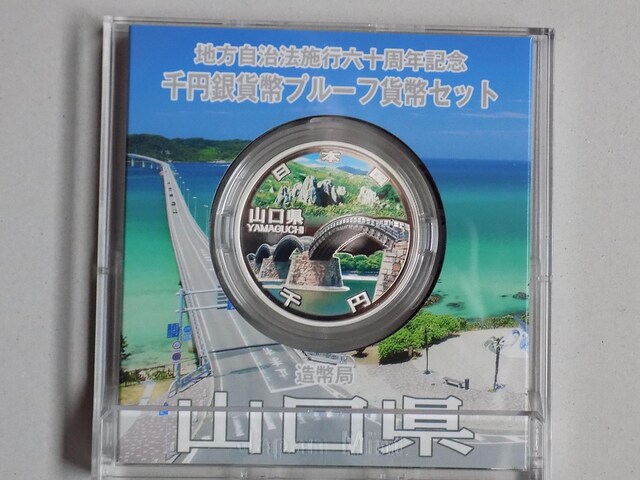 地方自治法施行六十周年記念
千円銀貨幣プルーフ貨幣セット
日本国
山口県
YAMAGUCHI
千円
造幣局
山口県
Japan Mint